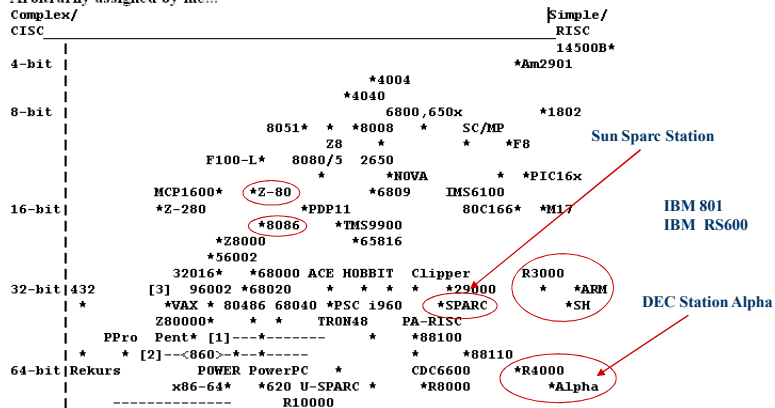 Arbitrarily assigned by me...
Complex/ Simple/
CISC RISC
14500B*
4-bit *Am2901
*4004
*4040
8-bit 6800,650x *1802
8051* * *8008 * SC/MP
Z8 * * *F8
Sun Sparc Station
F100-L* 8080/5 2650
* *NOVA * *PIC16x
MCP1600* *Z-80 *6809 IMS6100
16-bit *Z-280 *PDP11 80C166* *M17
IBM 801
*8086 *TMS9900
IBM RS600
*Z8000 *65816
*56002
32016* *68000 ACE HOBBIT Clipper R3000
32-bit|432 [3] 96002 *68020 * * * * *29000 * *ARM
* *VAX * 80486 68040 *PSC i960 *SPARC *SH
DEC Station Alpha
Z80000* * * TRON48 PA-RISC
PPro Pent* [1]---*------- * *88100
* * [2]--<860>-*--*----- * *88110
64-bit|Rekurs POWER PowerPC * CDC6600 *R4000
x86-64* *620 U-SPARC * *R8000 *Alpha
-------------- R10000